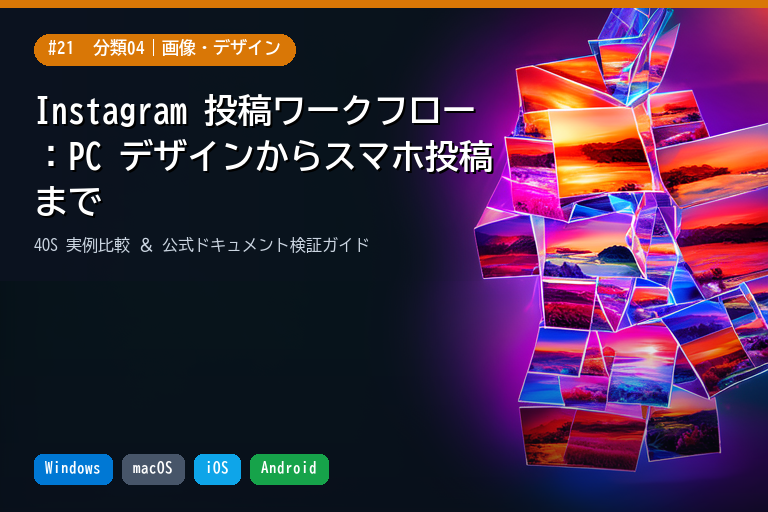 #21　分類04｜画像・デザイン
Instagram 投稿ワークフロー
：PC デザインからスマホ投稿
まで
4OS 実例比較 ＆ 公式ドキュメント検証ガイド
Windows
macOS
iOS
Android